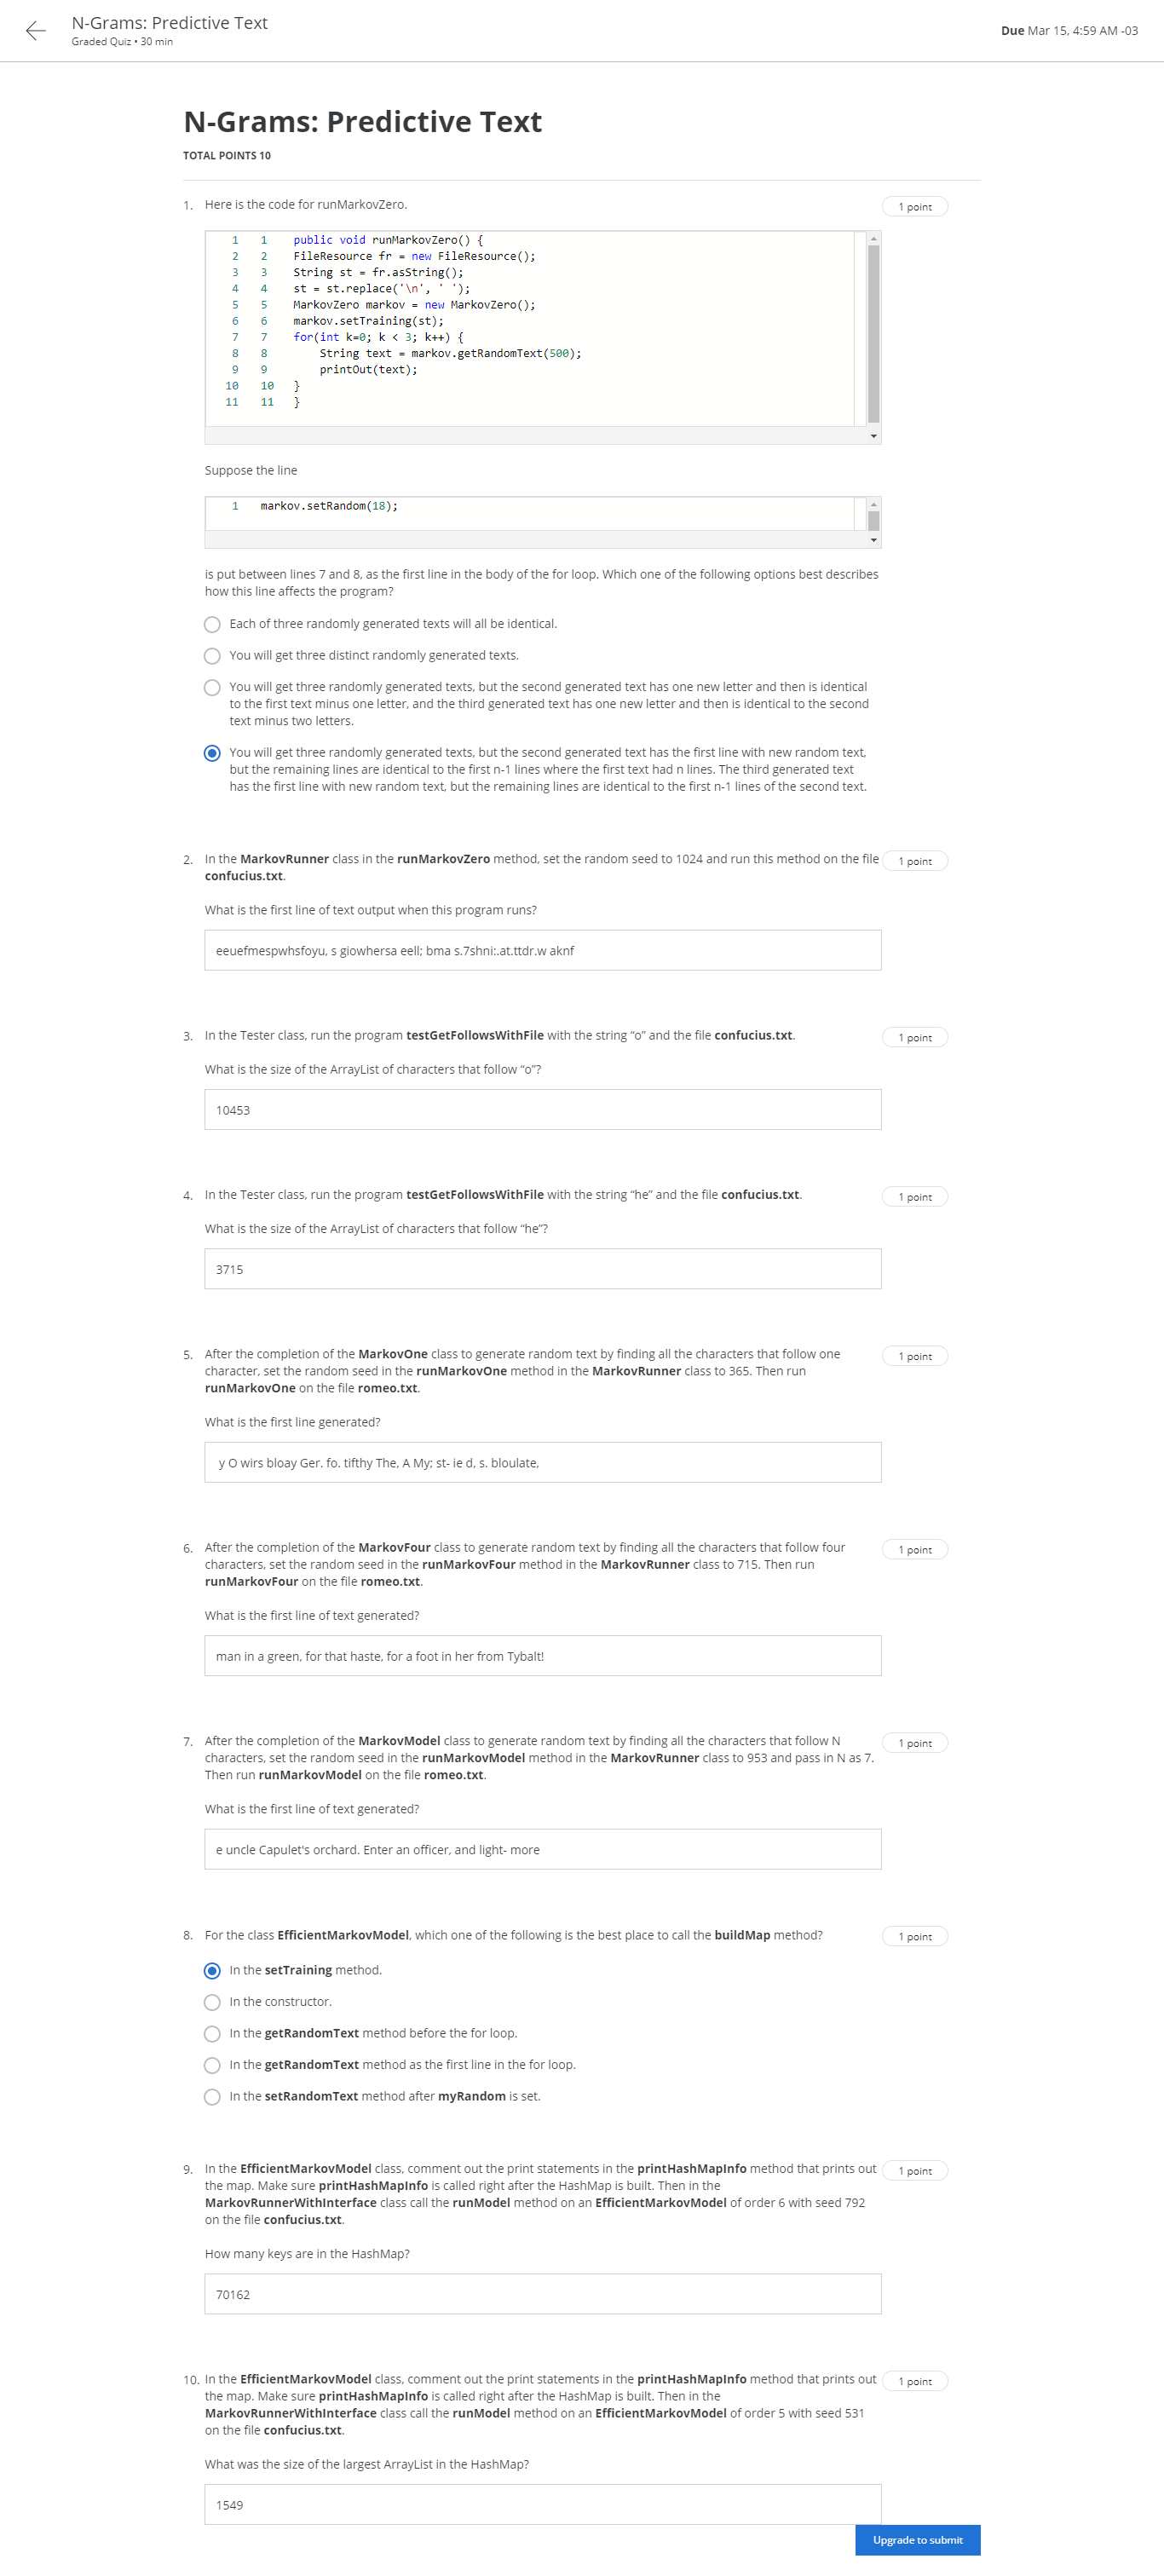 N-Grams: Predictive Text
Graded Quiz • 30 min
Due Mar 15, 4:59 AM -03
N-Grams: Predictive Text
TOTAL POINTS 10
1. Here is the code for runMarkovZero.
1 point
1 1 public void runMarkovZero() {
2 2 FileResource fr = new FileResource();
3 3 String st = fr.asString();
4 4 st = st.replace('\n', ' ');
5 5 MarkovZero markov = new MarkovZero();
6 6 markov.setTraining(st);
7 7 for(int k=0; k < 3; k++) {
8 8 String text = markov.getRandomText(500);
9 9 printOut(text);
10 10 }
11 11 }
Suppose the line
1 markov.setRandom(18);
is put between lines 7 and 8, as the first line in the body of the for loop. Which one of the following options best describes
how this line affects the program?
Each of three randomly generated texts will all be identical.
You will get three distinct randomly generated texts.
You will get three randomly generated texts, but the second generated text has one new letter and then is identical
to the first text minus one letter, and the third generated text has one new letter and then is identical to the second
text minus two letters.
You will get three randomly generated texts, but the second generated text has the first line with new random text,
but the remaining lines are identical to the first n-1 lines where the first text had n lines. The third generated text
has the first line with new random text, but the remaining lines are identical to the first n-1 lines of the second text.
2. In the MarkovRunner class in the runMarkovZero method, set the random seed to 1024 and run this method on the file
confucius.txt.
1 point
What is the first line of text output when this program runs?
eeuefmespwhsfoyu, s giowhersa eell; bma s.7shni:.at.ttdr.w aknf
3. In the Tester class, run the program testGetFollowsWithFile with the string “o” and the file confucius.txt.
1 point
What is the size of the ArrayList of characters that follow “o”?
10453
4. In the Tester class, run the program testGetFollowsWithFile with the string “he” and the file confucius.txt.
1 point
What is the size of the ArrayList of characters that follow “he”?
3715
5. After the completion of the MarkovOne class to generate random text by finding all the characters that follow one
character, set the random seed in the runMarkovOne method in the MarkovRunner class to 365. Then run
runMarkovOne on the file romeo.txt.
1 point
What is the first line generated?
y O wirs bloay Ger. fo. tifthy The, A My; st- ie d, s. bloulate,
6. After the completion of the MarkovFour class to generate random text by finding all the characters that follow four
characters, set the random seed in the runMarkovFour method in the MarkovRunner class to 715. Then run
runMarkovFour on the file romeo.txt.
1 point
What is the first line of text generated?
man in a green, for that haste, for a foot in her from Tybalt!
7. After the completion of the MarkovModel class to generate random text by finding all the characters that follow N
characters, set the random seed in the runMarkovModel method in the MarkovRunner class to 953 and pass in N as 7.
Then run runMarkovModel on the file romeo.txt.
1 point
What is the first line of text generated?
e uncle Capulet's orchard. Enter an officer, and light- more
8. For the class EfficientMarkovModel, which one of the following is the best place to call the buildMap method?
1 point
In the setTraining method.
In the constructor.
In the getRandomText method before the for loop.
In the getRandomText method as the first line in the for loop.
In the setRandomText method after myRandom is set.
9. In the EfficientMarkovModel class, comment out the print statements in the printHashMapInfo method that prints out
the map. Make sure printHashMapInfo is called right after the HashMap is built. Then in the
MarkovRunnerWithInterface class call the runModel method on an EfficientMarkovModel of order 6 with seed 792
on the file confucius.txt.
1 point
How many keys are in the HashMap?
70162
10. In the EfficientMarkovModel class, comment out the print statements in the printHashMapInfo method that prints out
the map. Make sure printHashMapInfo is called right after the HashMap is built. Then in the
MarkovRunnerWithInterface class call the runModel method on an EfficientMarkovModel of order 5 with seed 531
on the file confucius.txt.
1 point
What was the size of the largest ArrayList in the HashMap?
1549
Upgrade to submit